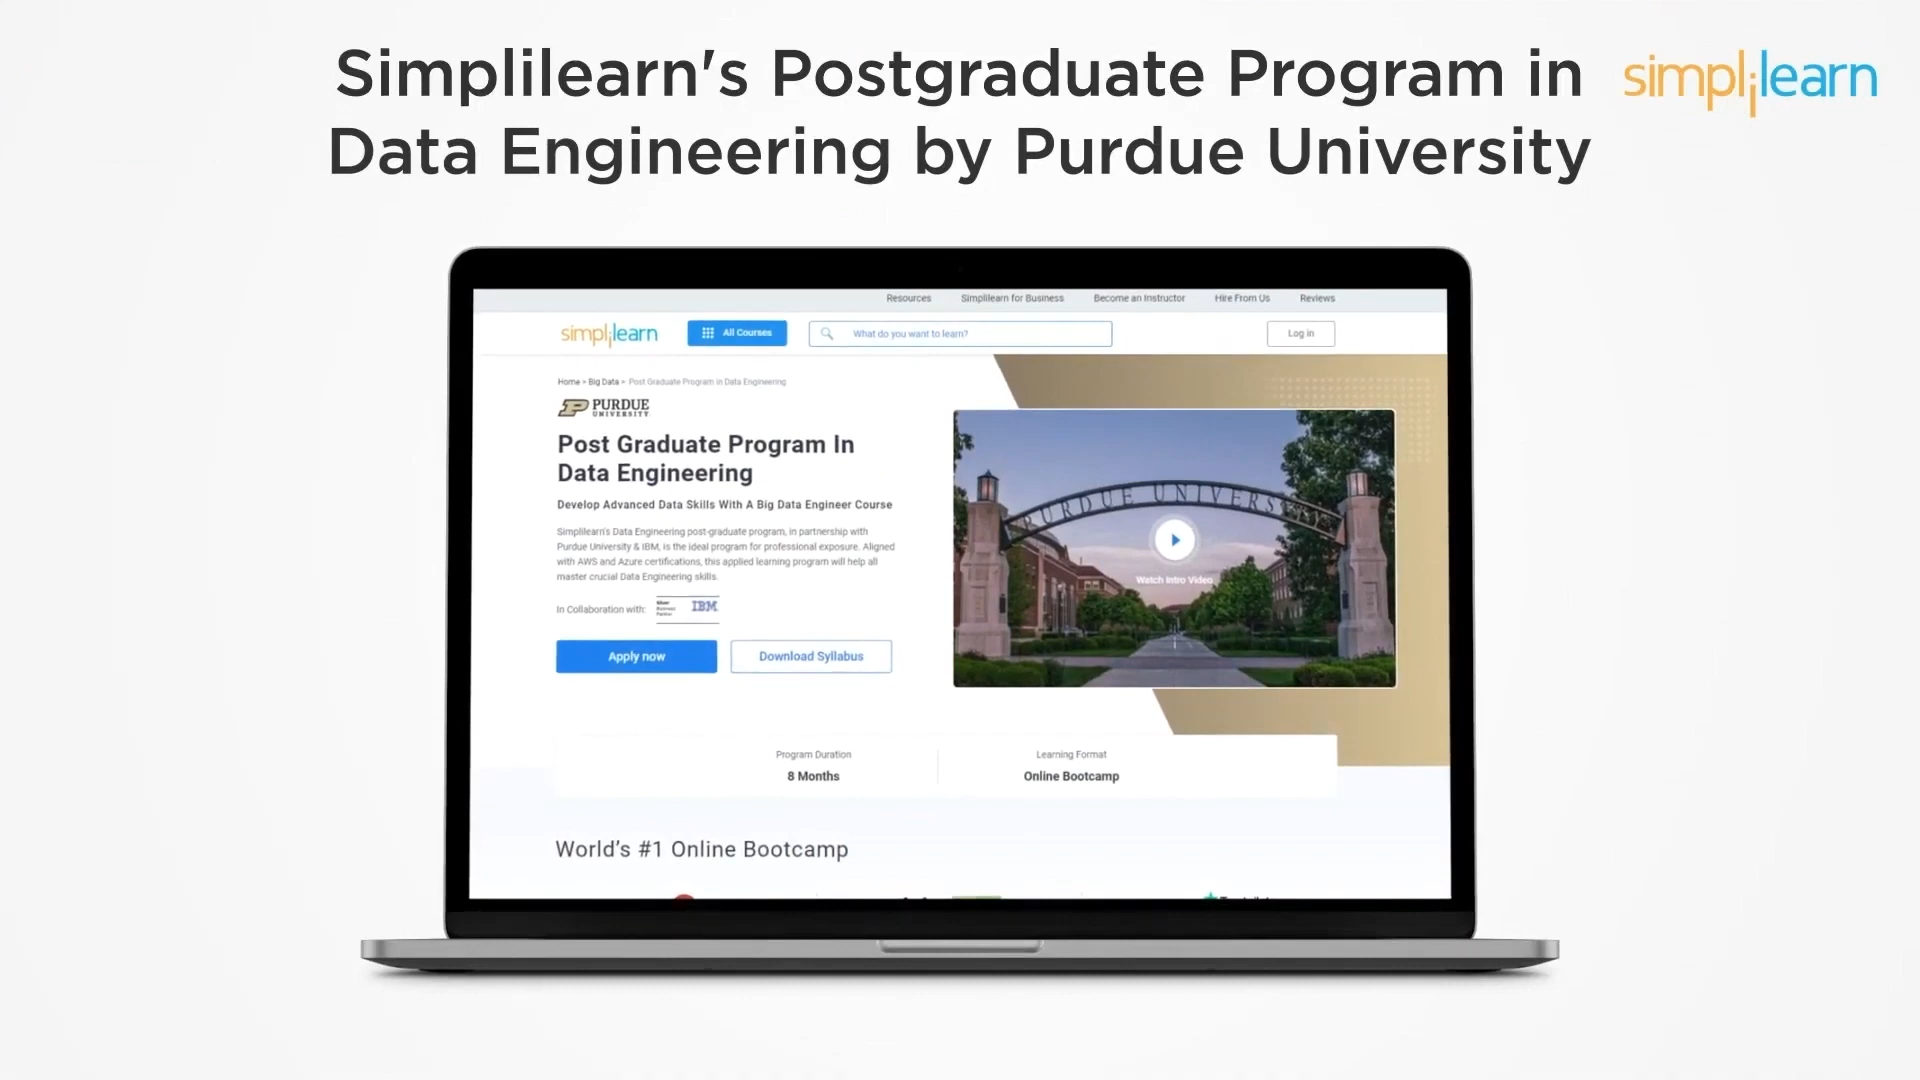 Simplilearn's Postgraduate Program in
Data Engineering by Purdue University
simplilearn
Resources Simplilearn for Business Become an Instructor Hire From Us Reviews
simplilearn All Courses What do you want to learn? Log in
Home > Big Data > Post Graduate Program in Data Engineering
PURDUE
UNIVERSITY
Post Graduate Program In
Data Engineering
Develop Advanced Data Skills With A Big Data Engineer Course
Simplilearn's Data Engineering post-graduate program, in partnership with
Purdue University & IBM, is the ideal program for professional exposure. Aligned
with AWS and Azure certifications, this applied learning program will help all
master crucial Data Engineering skills.
In Collaboration with: Silver
Business
Partner
IBM
Apply now Download Syllabus
PURDUE UNIVERSITY
Watch Intro Video
Program Duration Learning Format
8 Months Online Bootcamp
World's #1 Online Bootcamp